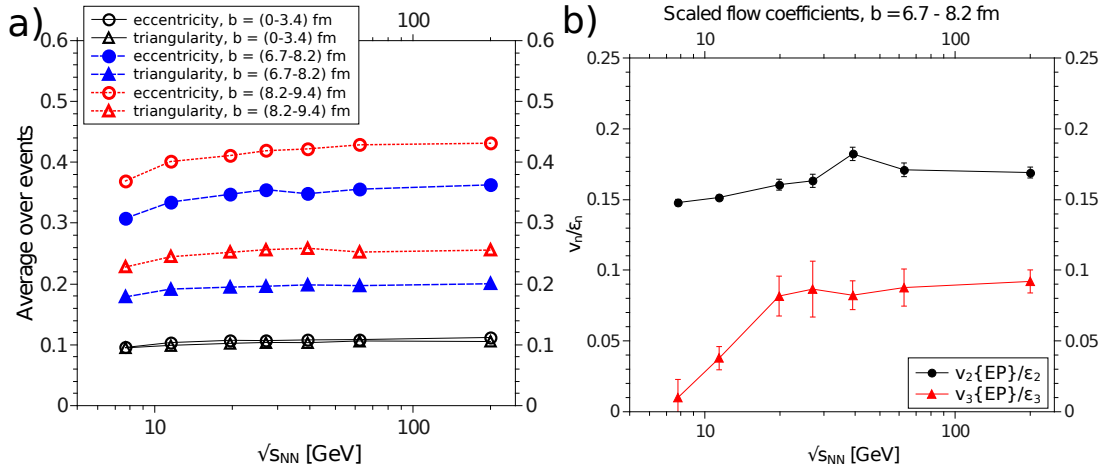 a)
100
eccentricity, b = (0-3.4) fm
triangularity, b = (0-3.4) fm
eccentricity, b = (6.7-8.2) fm
triangularity, b = (6.7-8.2) fm
eccentricity, b = (8.2-9.4) fm
triangularity, b = (8.2-9.4) fm
0.6 0.6
0.5 0.5
0.4 0.4
0.3 0.3
0.2 0.2
0.1 0.1
0 0
Average over events
10 100
√sNN [GeV]
b)
Scaled flow coefficients, b = 6.7 - 8.2 fm
10 100
0.25 0.25
0.2 0.2
0.15 0.15
0.1 0.1
0.05 0.05
0 0
vn/εn
v2{EP}/ε2
v3{EP}/ε3
10 100
√sNN [GeV]